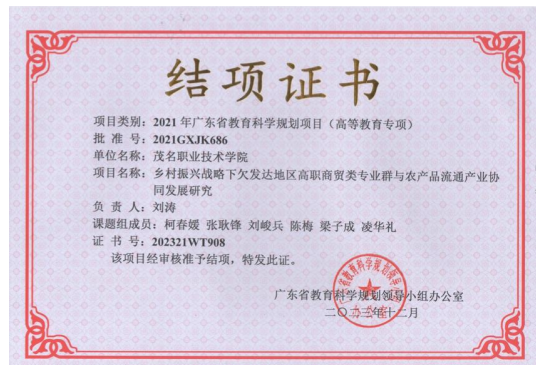 结项证书
项目类别：2021 年广东省教育科学规划项目（高等教育专项）
批 准 号：2021GXJK686
单位名称：茂名职业技术学院
项目名称：乡村振兴战略下欠发达地区高职商贸类专业群与农产品流通产业协
同发展研究
负 责 人：刘涛
课题组成员：柯春媛 张耿锋 刘峻兵 陈梅 梁子成 凌华礼
证 书 号：202321WT908
该项目经审核准予结项，特发此证。
广东省教育科学规划领导小组办公室
二〇二三年十二月